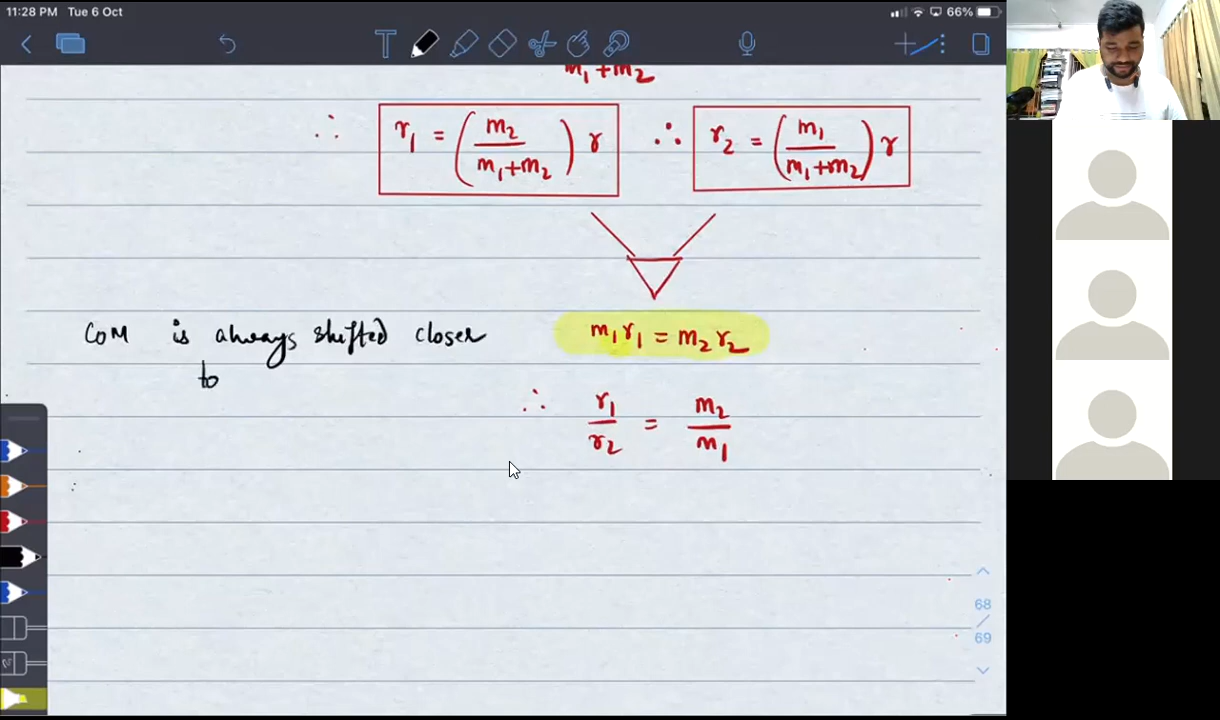 11:28 PM Tue 6 Oct 66%
m₁+m₂
∴ r₁ = (m₂/(m₁+m₂)) r ∴ r₂ = (m₁/(m₁+m₂)) r
COM is always shifted closer m₁r₁ = m₂r₂
to
∴ r₁/r₂ = m₂/m₁
68
/
69